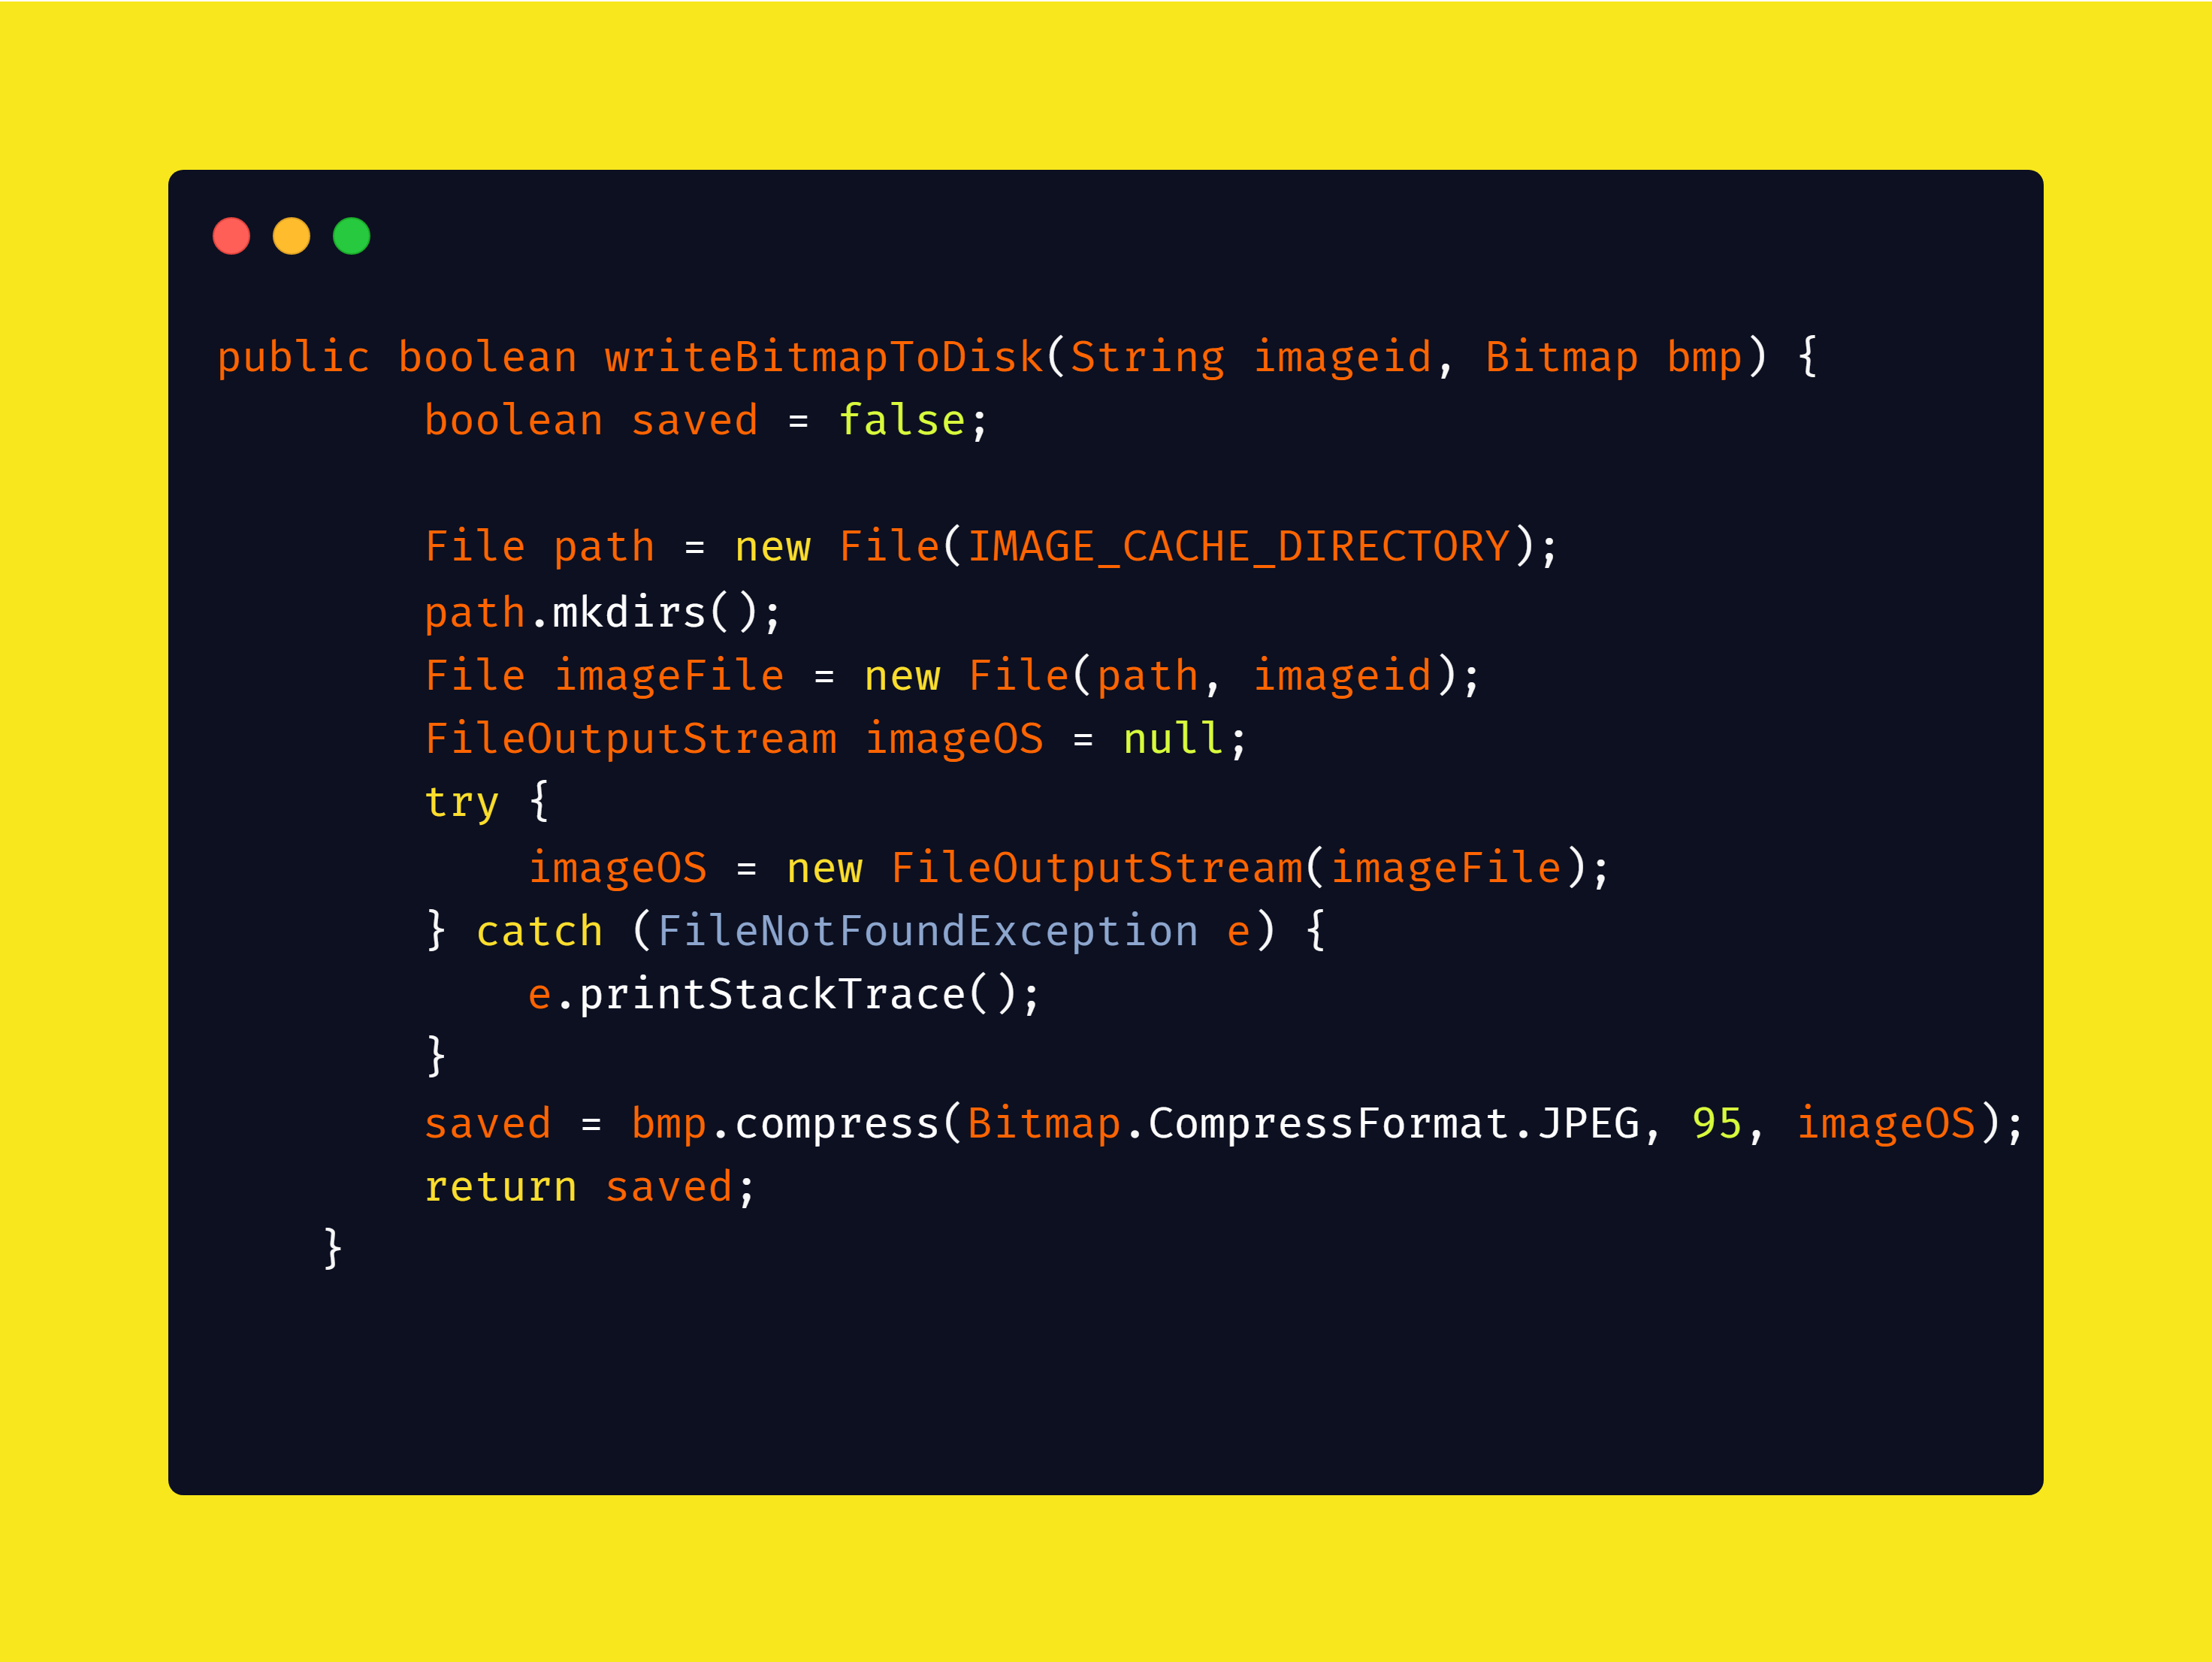 public boolean writeBitmapToDisk(String imageid, Bitmap bmp) {
        boolean saved = false;

        File path = new File(IMAGE_CACHE_DIRECTORY);
        path.mkdirs();
        File imageFile = new File(path, imageid);
        FileOutputStream imageOS = null;
        try {
            imageOS = new FileOutputStream(imageFile);
        } catch (FileNotFoundException e) {
            e.printStackTrace();
        }
        saved = bmp.compress(Bitmap.CompressFormat.JPEG, 95, imageOS);
        return saved;
    }